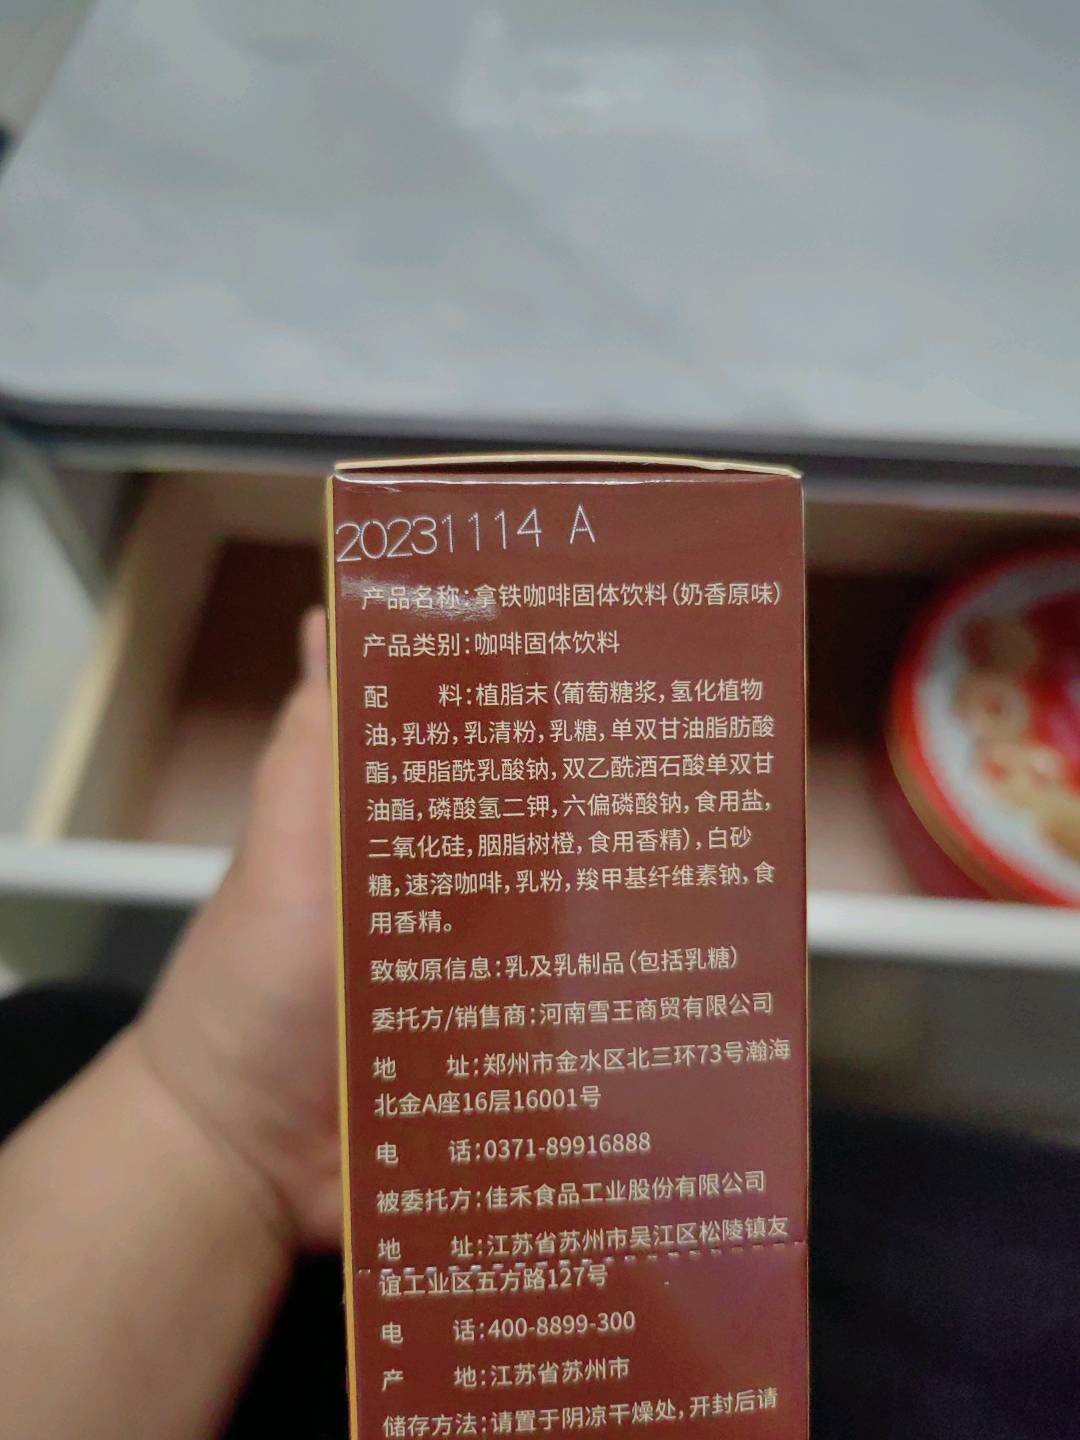 20231114 A
产品名称:拿铁咖啡固体饮料(奶香原味)
产品类别:咖啡固体饮料
配 料:植脂末(葡萄糖浆,氢化植物
油,乳粉,乳清粉,乳糖,单双甘油脂肪酸
酯,硬脂酰乳酸钠,双乙酰酒石酸单双甘
油酯,磷酸氢二钾,六偏磷酸钠,食用盐,
二氧化硅,胭脂树橙,食用香精),白砂
糖,速溶咖啡,乳粉,羧甲基纤维素钠,食
用香精。
致敏原信息:乳及乳制品(包括乳糖)
委托方/销售商:河南雪王商贸有限公司
地 址:郑州市金水区北三环73号瀚海
北金A座16层16001号
电 话:0371-89916888
被委托方:佳禾食品工业股份有限公司
地 址:江苏省苏州市吴江区松陵镇友
谊工业区五方路127号
电 话:400-8899-300
产 地:江苏省苏州市
储存方法:请置于阴凉干燥处,开封后请